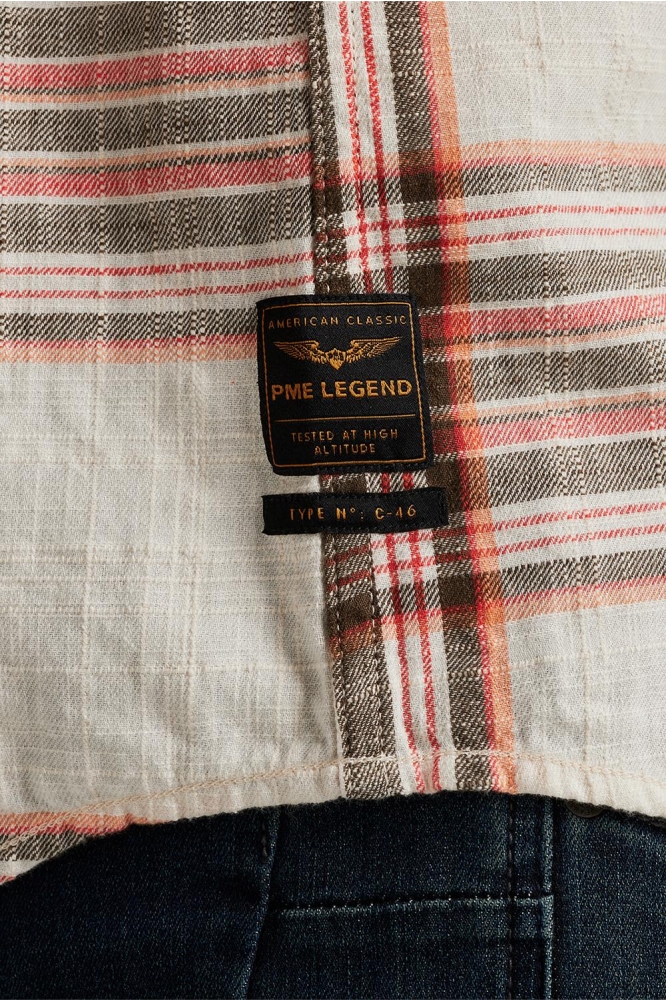 AMERICAN CLASSIC
PME LEGEND
TESTED AT HIGH
ALTITUDE
TYPE N°: C-46